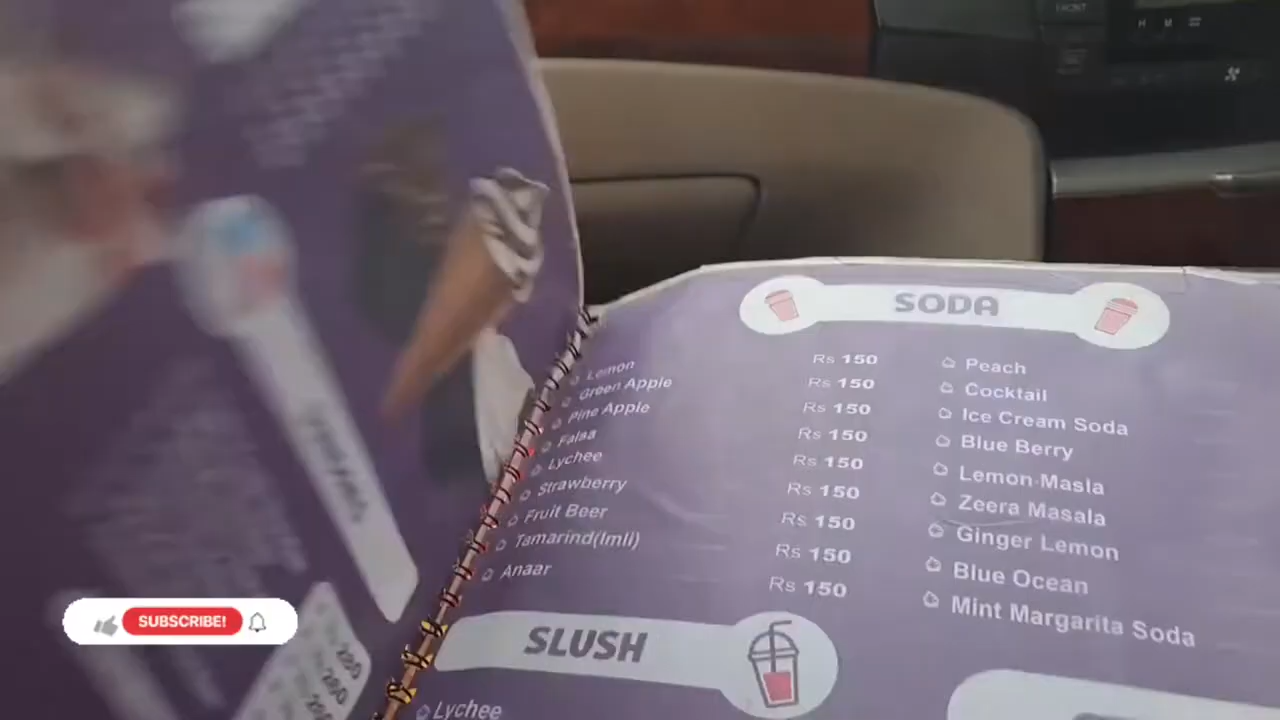 FRONT
SODA
Lemon Rs 150 Peach
Green Apple Rs 150 Cocktail
Pine Apple Rs 150 Ice Cream Soda
Falsa Rs 150 Blue Berry
Lychee Rs 150 Lemon Masla
Strawberry Rs 150 Zeera Masala
Fruit Beer Rs 150 Ginger Lemon
Tamarind(Imli) Rs 150 Blue Ocean
Anaar Rs 150 Mint Margarita Soda
SLUSH
Lychee
SUBSCRIBE!